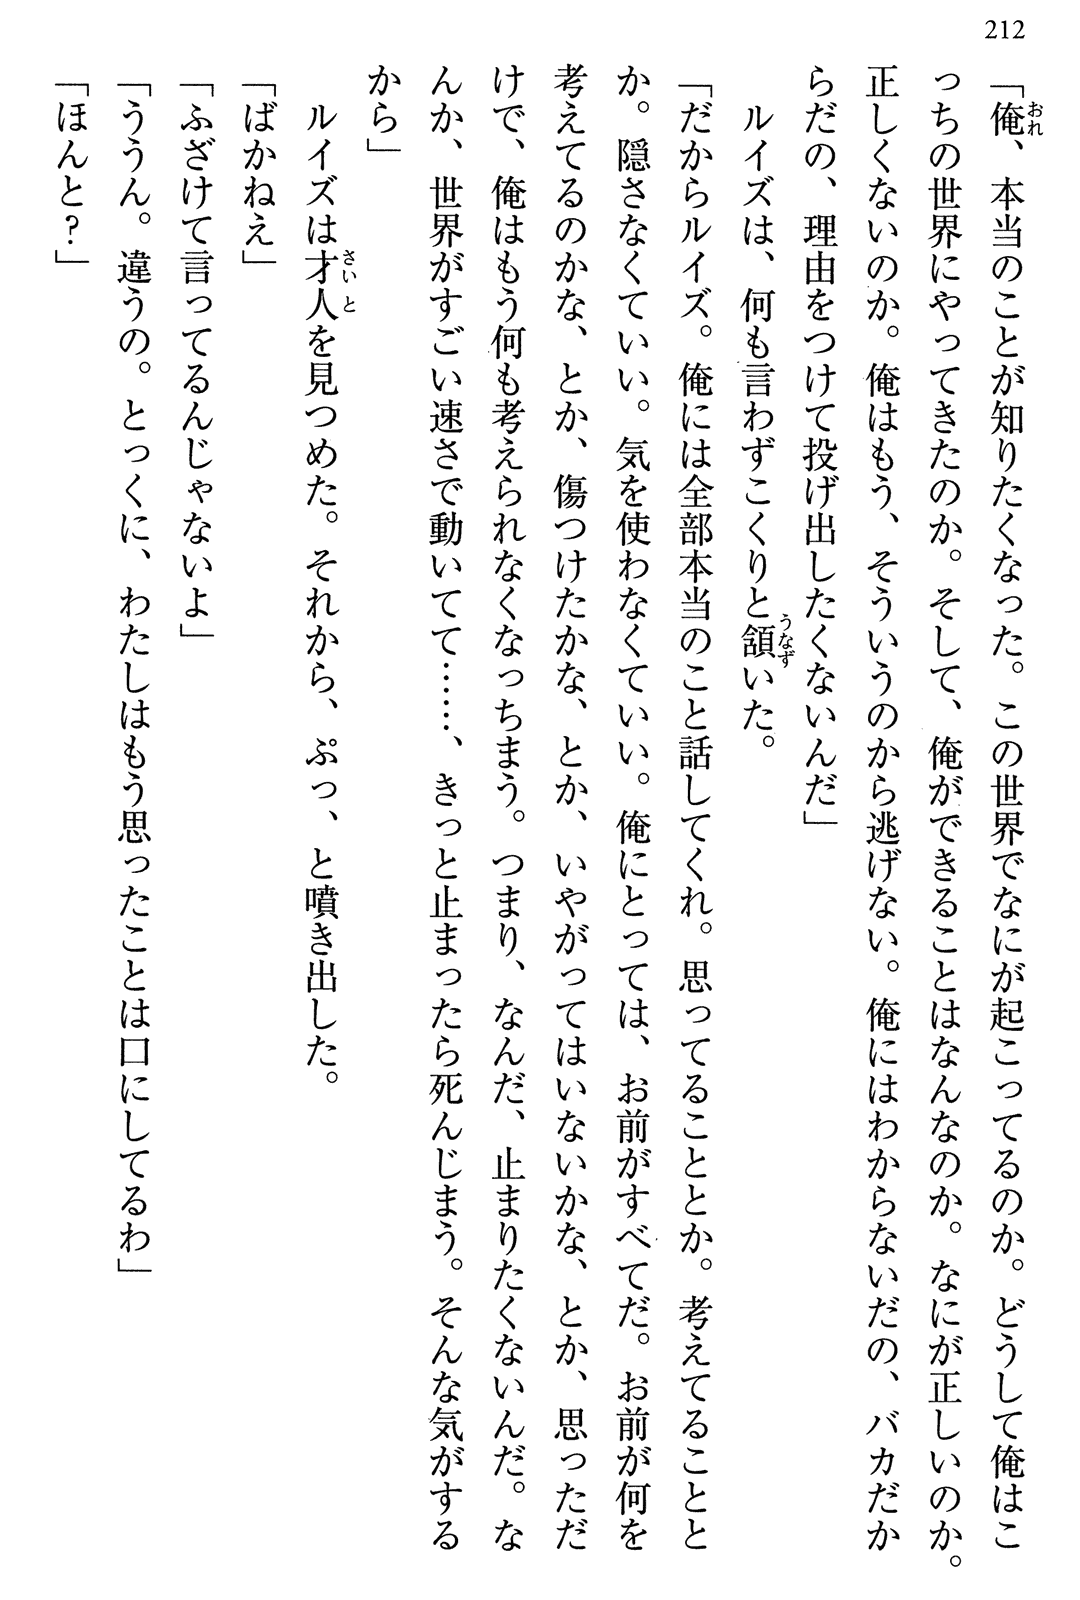 212
「俺、本当のことが知りたくなった。この世界でなにが起こってるのか。どうして俺はこ
っちの世界にやってきたのか。そして、俺ができることはなんなのか。なにが正しいのか。
正しくないのか。俺はもう、そういうのから逃げない。俺にはわからないだの、バカだか
らだの、理由をつけて投げ出したくないんだ」
　ルイズは、何も言わずこくりと頷いた。
「だからルイズ。俺には全部本当のこと話してくれ。思ってることとか。考えてることと
か。隠さなくていい。気を使わなくていい。俺にとっては、お前がすべてだ。お前が何を
考えてるのかな、とか、傷つけたかな、とか、いやがってはいないかな、とか、思っただ
けで、俺はもう何も考えられなくなっちまう。つまり、なんだ、止まりたくないんだ。な
んか、世界がすごい速さで動いてて……、きっと止まったら死んじまう。そんな気がする
から」
　ルイズは才人を見つめた。それから、ぷっ、と噴き出した。
「ばかねえ」
「ふざけて言ってるんじゃないよ」
「ううん。違うの。とっくに、わたしはもう思ったことは口にしてるわ」
「ほんと？」